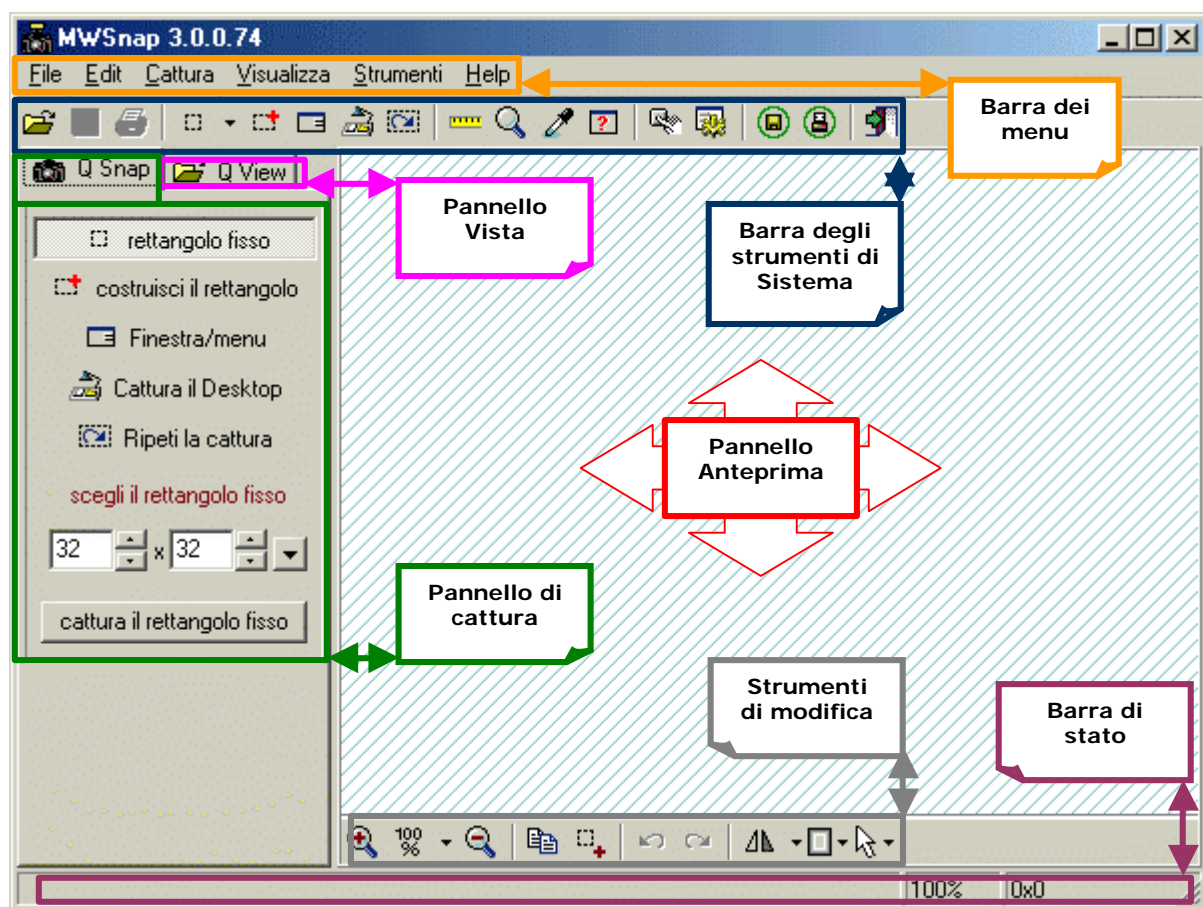 MWSnap 3.0.0.74
File Edit Cattura Visualizza Strumenti Help
Barra dei
menu
Q Snap
Q View
Pannello
Vista
Barra degli
strumenti di
Sistema
rettangolo fisso
costruisci il rettangolo
Finestra/menu
Cattura il Desktop
Ripeti la cattura
scegli il rettangolo fisso
32 x 32
cattura il rettangolo fisso
Pannello
Anteprima
Pannello di
cattura
Strumenti
di modifica
Barra di
stato
100
%
100%
0x0